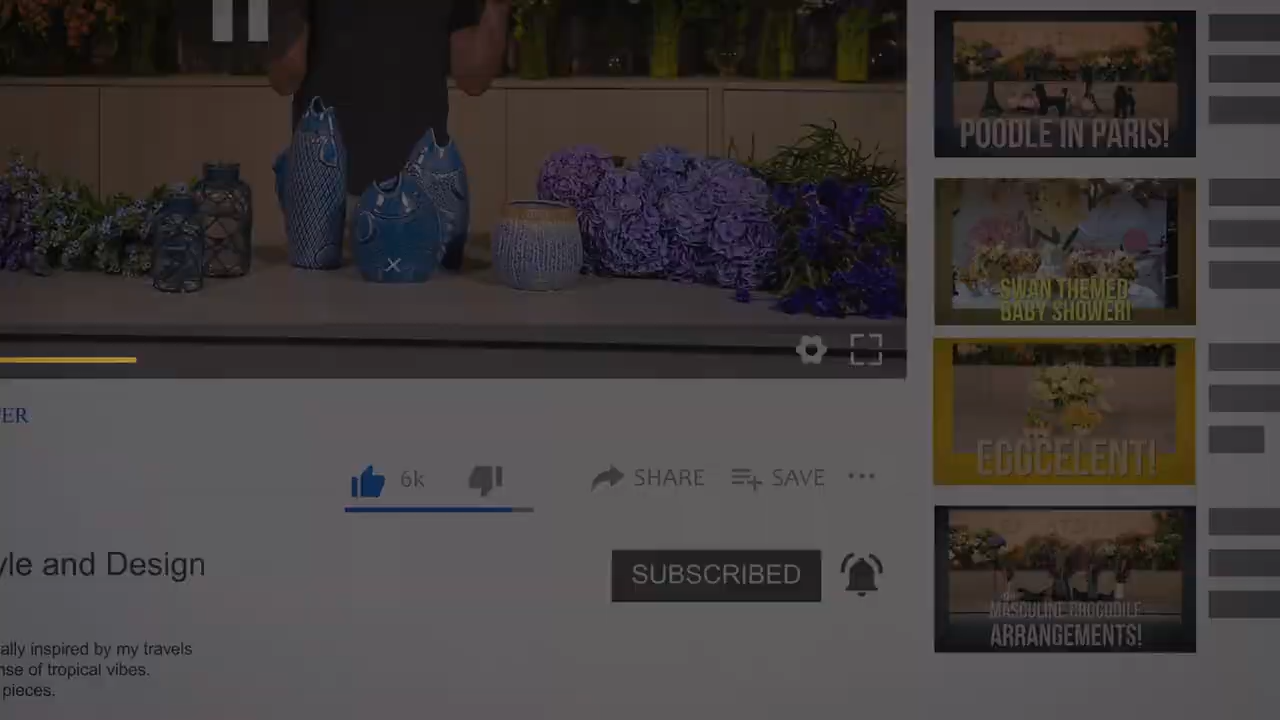 POODLE IN PARIS!
SWAN THEMED
BABY SHOWER!
EGGCELENT!
MASCULINE CROCODILE
ARRANGEMENTS!
ER
6k
SHARE
SAVE
yle and Design
SUBSCRIBED
ally inspired by my travels
nse of tropical vibes.
pieces.